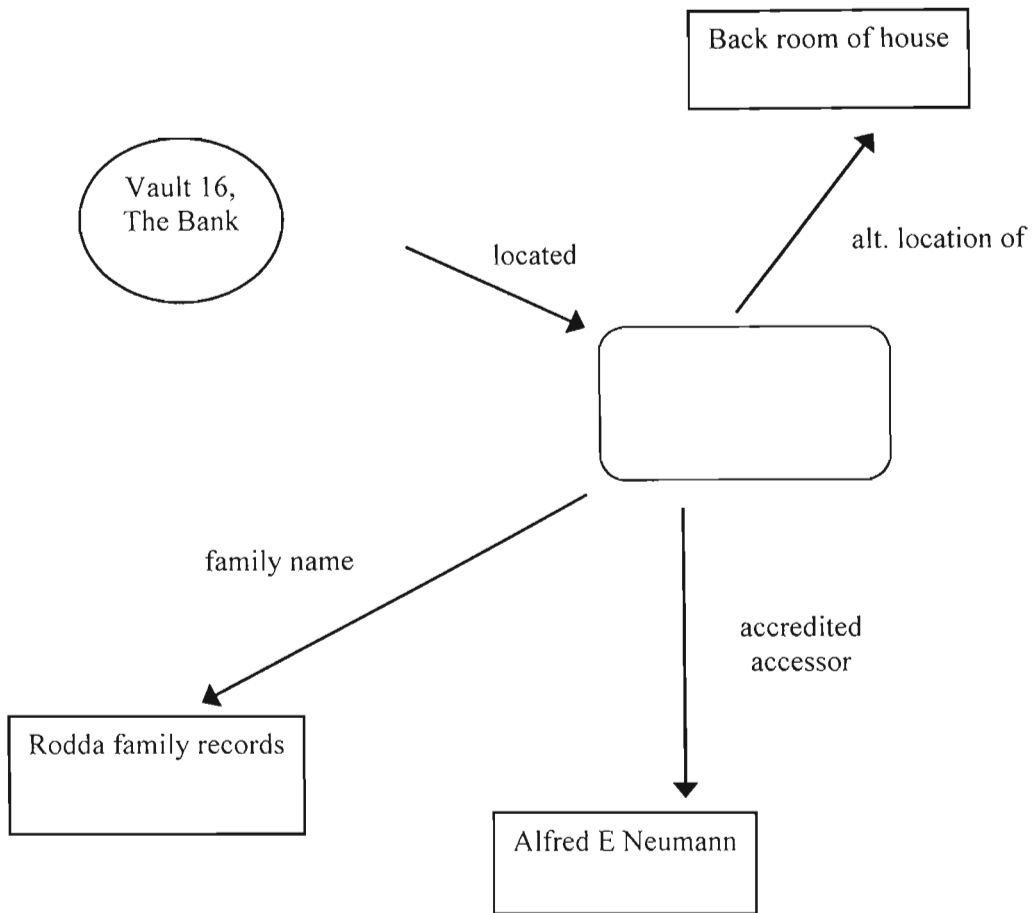 Back room of house
Vault 16,
The Bank
alt. location of
located
family name
accredited
accessor
Rodda family records
Alfred E Neumann